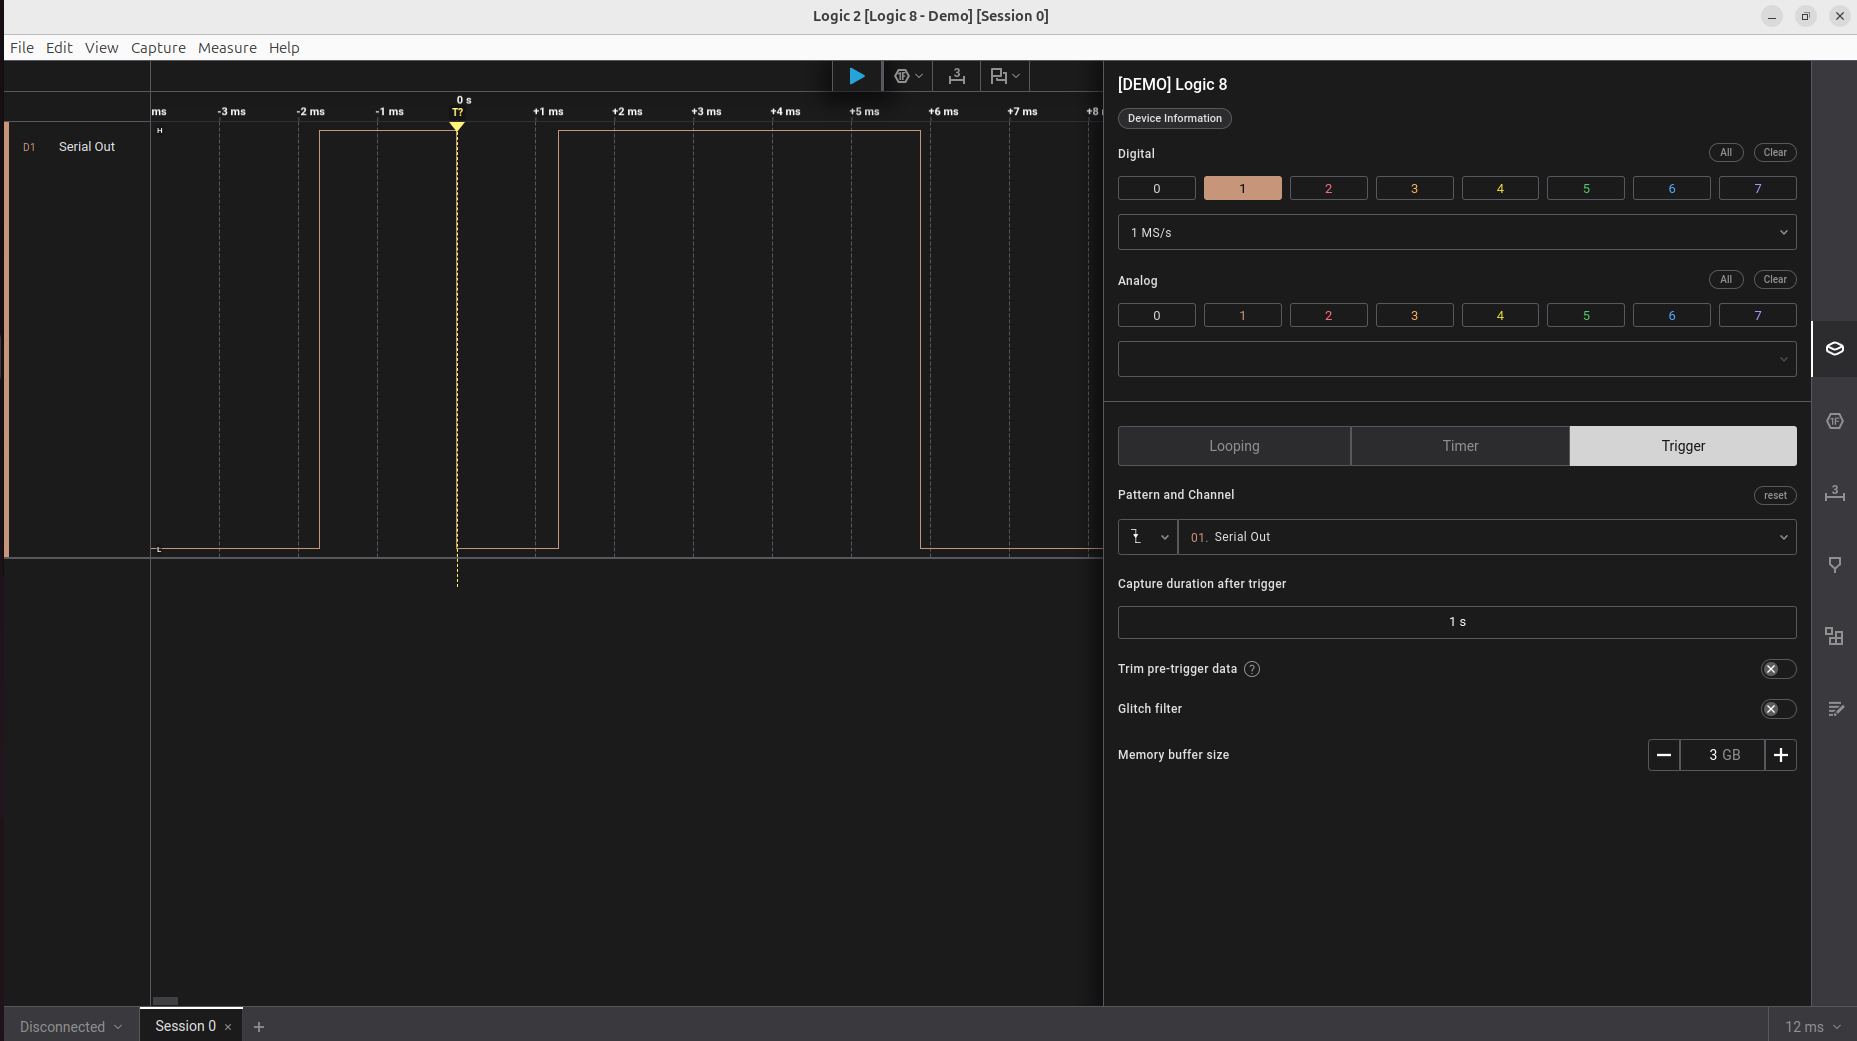 Logic 2 [Logic 8 - Demo] [Session 0]
File Edit View Capture Measure Help
1F
3
0 s
ms -3 ms -2 ms -1 ms T? +1 ms +2 ms +3 ms +4 ms +5 ms +6 ms +7 ms +8
H
D1 Serial Out
L
[DEMO] Logic 8
Device Information
Digital All Clear
0 1 2 3 4 5 6 7
1 MS/s
Analog All Clear
0 1 2 3 4 5 6 7
Looping Timer Trigger
Pattern and Channel reset
01. Serial Out
Capture duration after trigger
1 s
Trim pre-trigger data ?
Glitch filter
Memory buffer size 3 GB
1F
3
Disconnected Session 0 × + 12 ms